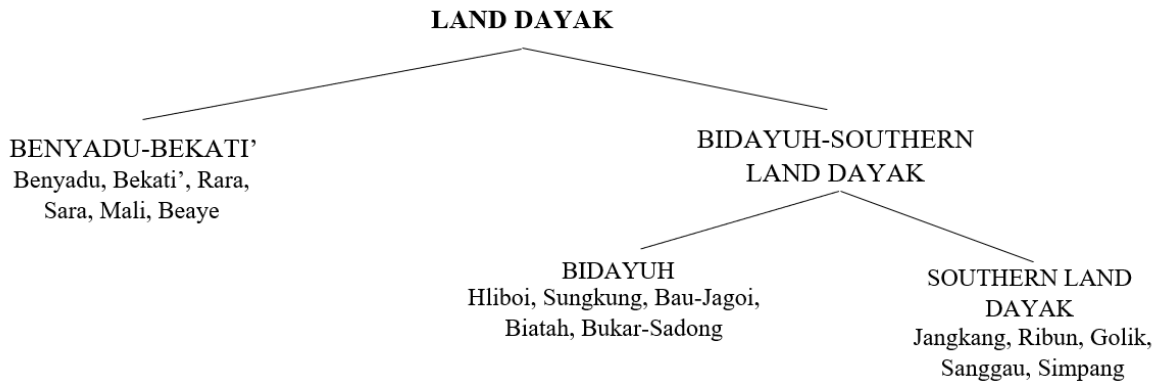 LAND DAYAK
BENYADU-BEKATI’
Benyadu, Bekati’, Rara,
Sara, Mali, Beaye
BIDAYUH-SOUTHERN
LAND DAYAK
BIDAYUH
Hliboi, Sungkung, Bau-Jagoi,
Biatah, Bukar-Sadong
SOUTHERN LAND
DAYAK
Jangkang, Ribun, Golik,
Sanggau, Simpang